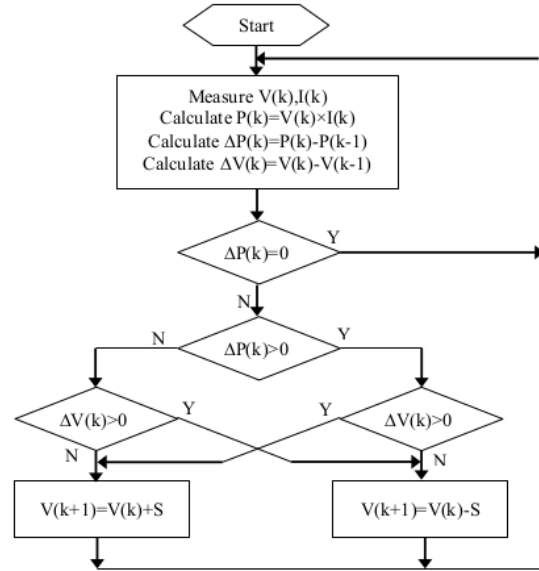 Start
Measure V(k),I(k)
Calculate P(k)=V(k)×I(k)
Calculate ΔP(k)=P(k)-P(k-1)
Calculate ΔV(k)=V(k)-V(k-1)
Y
ΔP(k)=0
N
N
ΔP(k)>0
Y
ΔV(k)>0
Y
Y
ΔV(k)>0
N
N
V(k+1)=V(k)+S
V(k+1)=V(k)-S